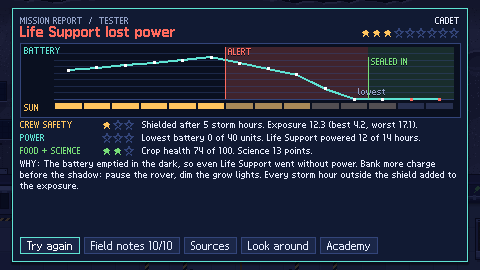 MISSION REPORT / TESTER
CADET
Life Support lost power
BATTERY
ALERT
SEALED IN
lowest
SUN
CREW SAFETY Shielded after 5 storm hours. Exposure 12.3 (best 4.2, worst 17.1).
POWER Lowest battery 0 of 40 units. Life Support powered 12 of 14 hours.
FOOD + SCIENCE Crop health 74 of 100. Science 13 points.
WHY: The battery emptied in the dark, so even Life Support went without power. Bank more charge
before the shadow: pause the rover, dim the grow lights. Every storm hour outside the shield added to
the exposure.
Try again Field notes 10/10 Sources Look around Academy